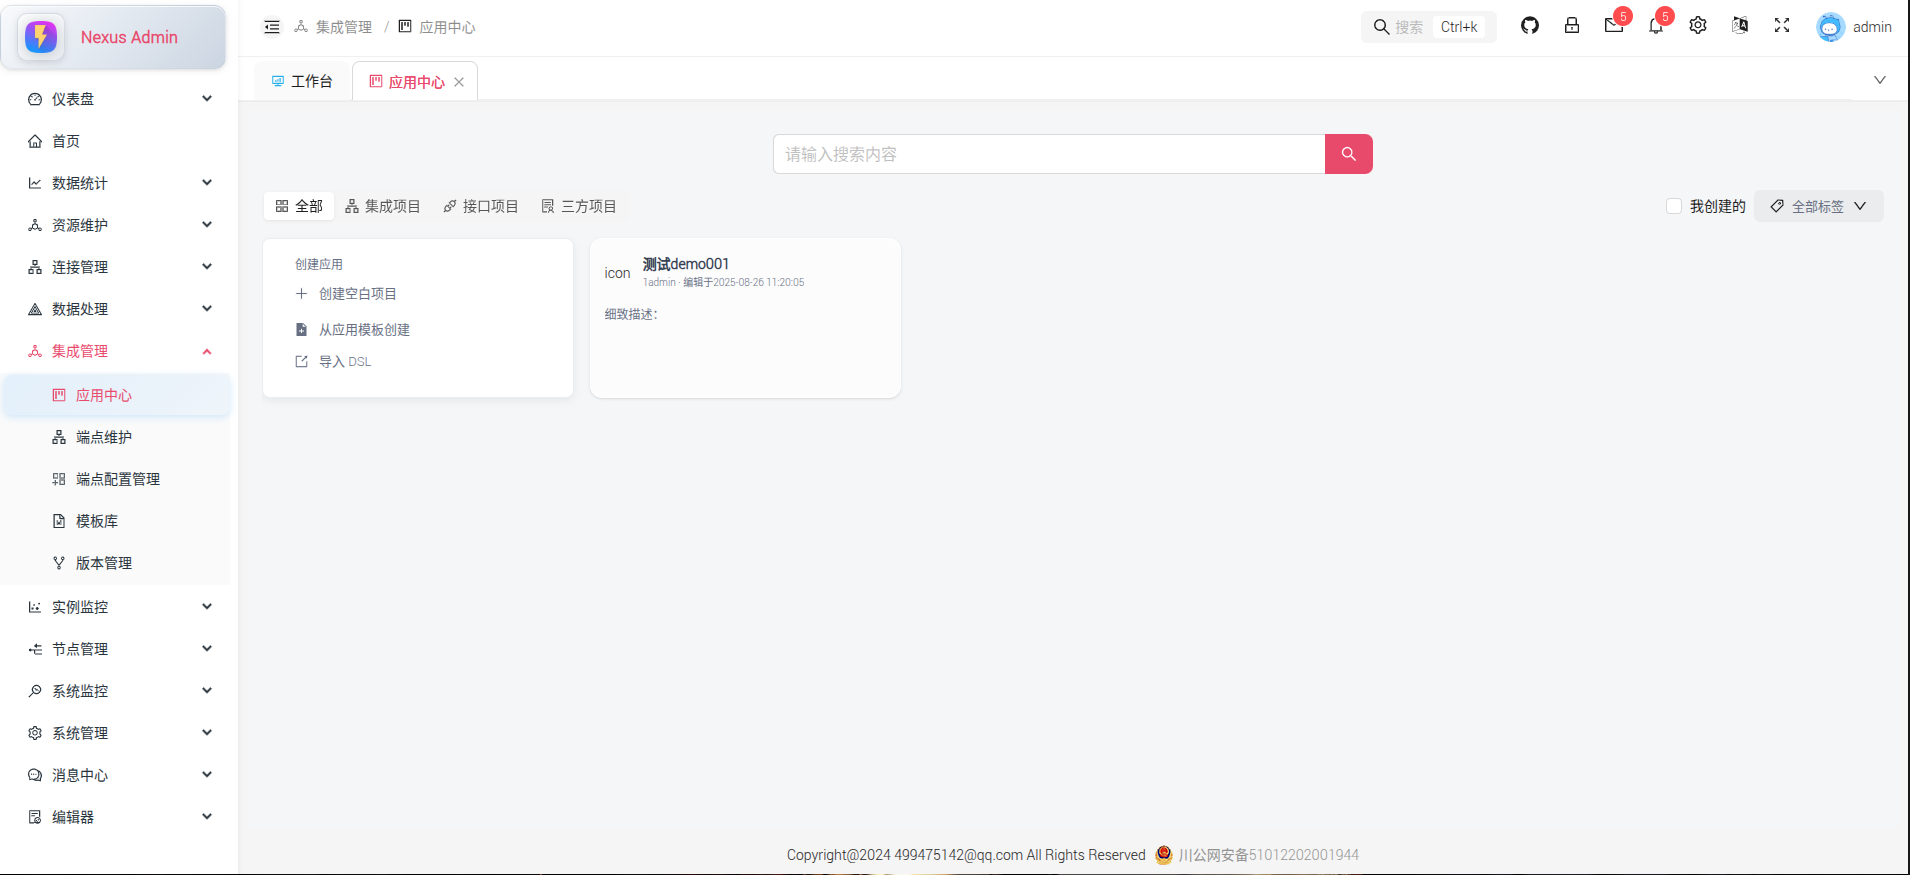 Nexus Admin
集成管理 / 应用中心
搜索 Ctrl+k
5
5
admin
工作台
应用中心
仪表盘
首页
数据统计
资源维护
连接管理
数据处理
集成管理
应用中心
端点维护
端点配置管理
模板库
版本管理
实例监控
节点管理
系统监控
系统管理
消息中心
编辑器
请输入搜索内容
全部 集成项目 接口项目 三方项目
我创建的 全部标签
创建应用
创建空白项目
从应用模板创建
导入 DSL
icon
测试demo001
1admin · 编辑于2025-08-26 11:20:05
细致描述：
Copyright@2024 499475142@qq.com All Rights Reserved 川公网安备51012202001944